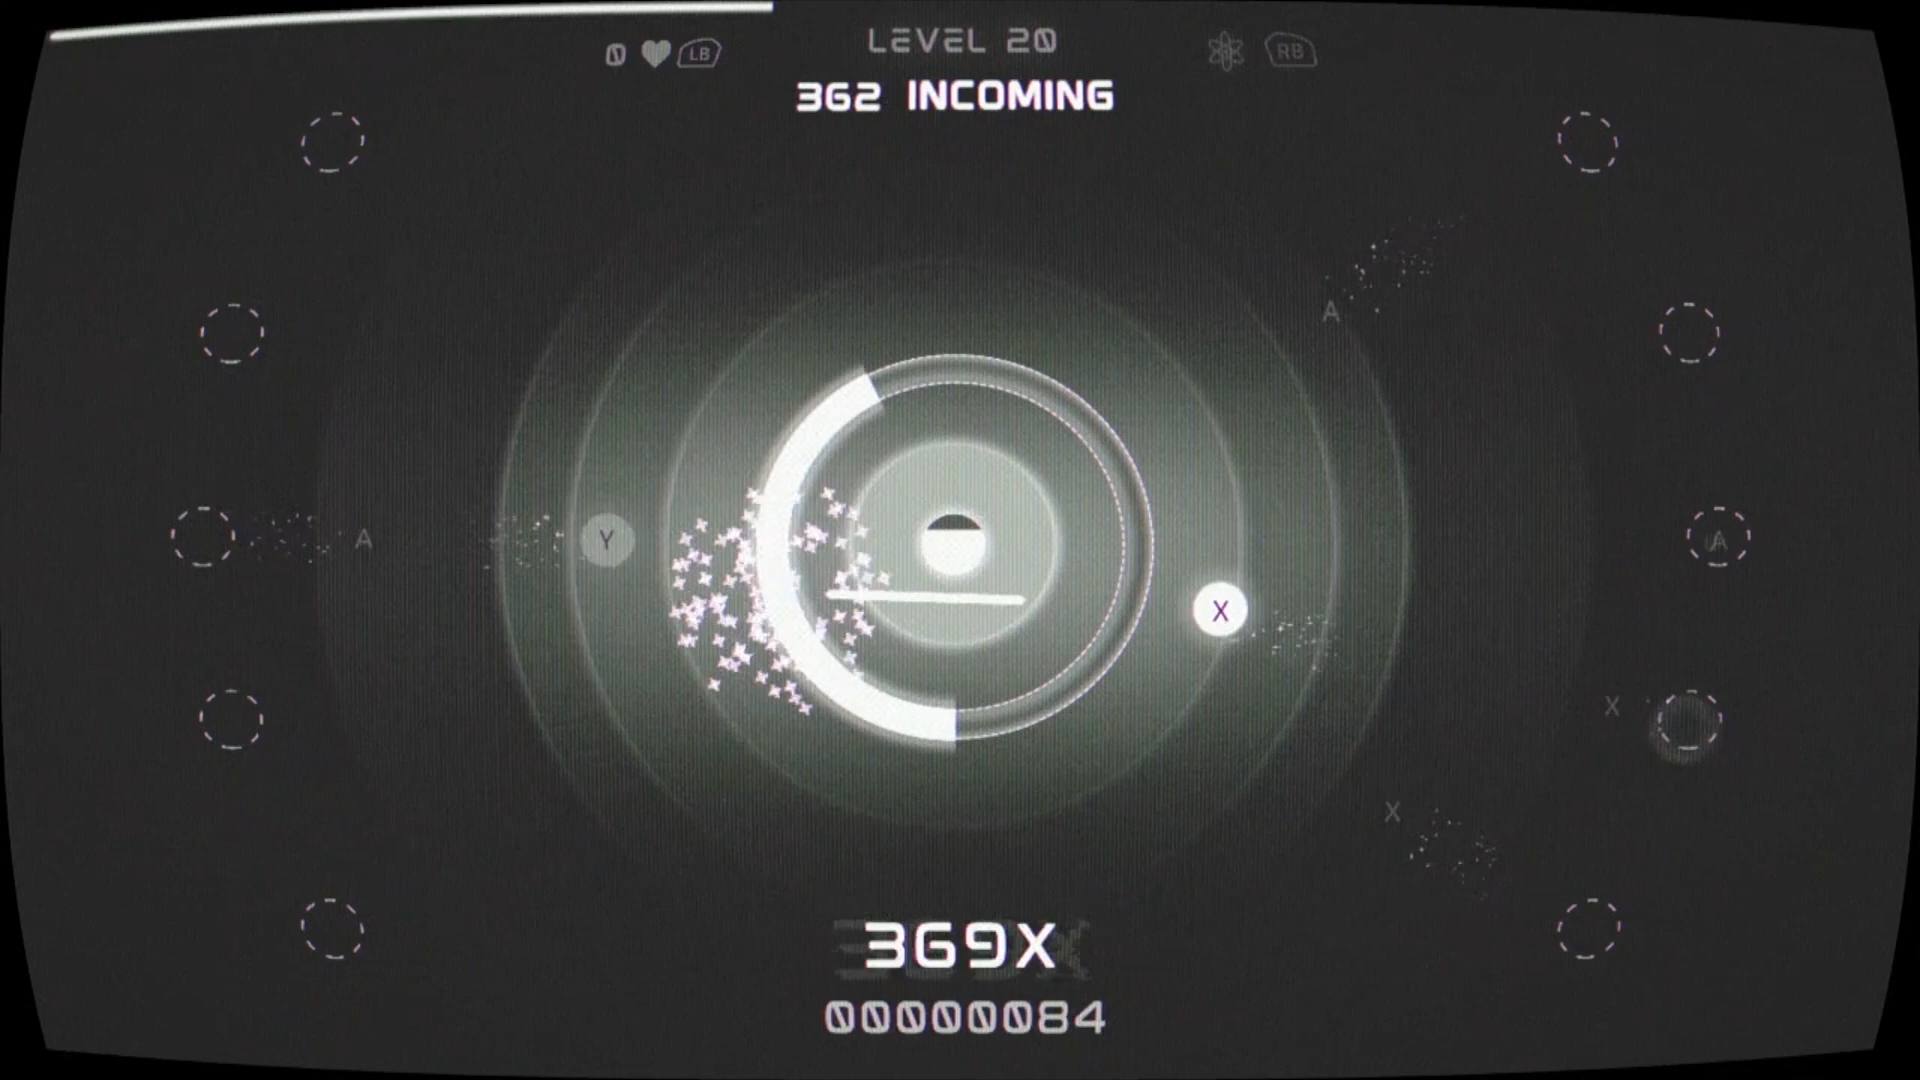 LEVEL 20
0 LB
RB
362 INCOMING
A
A
Y
A
X
X
X
369X
00000084